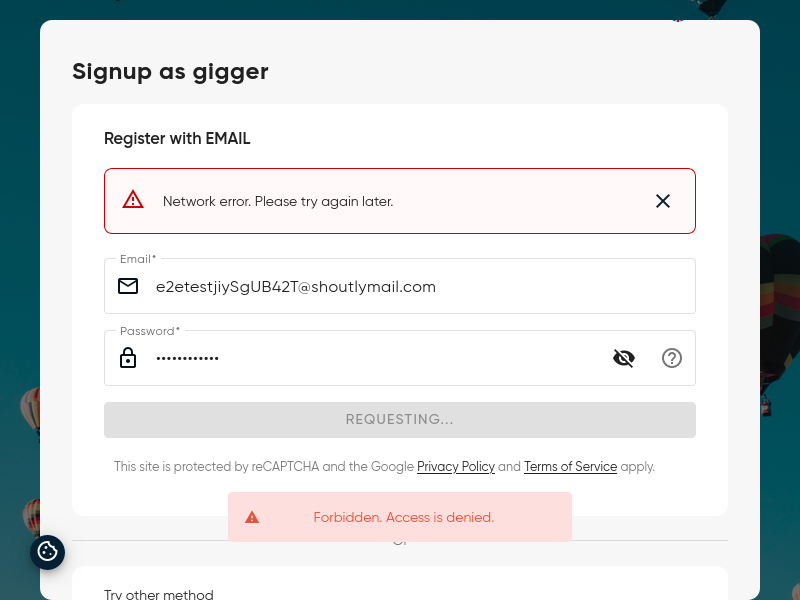 Signup as gigger
Register with EMAIL
Network error. Please try again later.
Email*
e2etestjiySgUB42T@shoutlymail.com
Password*
REQUESTING...
This site is protected by reCAPTCHA and the Google Privacy Policy and Terms of Service apply.
Forbidden. Access is denied.
Try other method